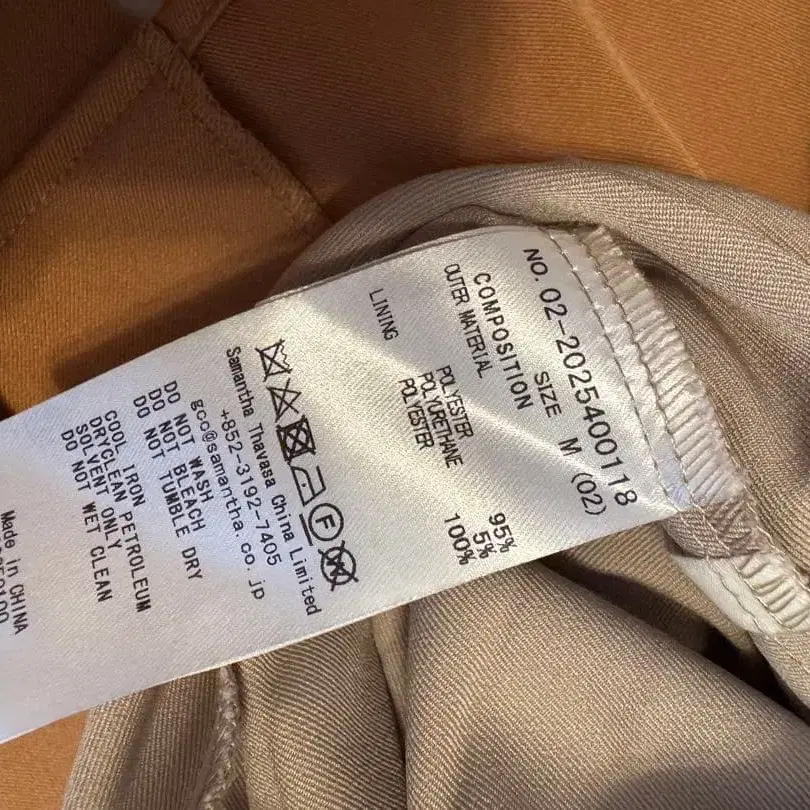 NO. 02-2025400118
SIZE M (02)
COMPOSITION
OUTER MATERIAL
POLYESTER 95%
POLYURETHANE 5%
LINING POLYESTER 100%
Samantha Thavasa China Limited
+852-3192-7405
gco@samantha.co.jp
DO NOT WASH
DO NOT BLEACH
DO NOT TUMBLE DRY
COOL IRON
DRYCLEAN PETROLEUM
SOLVENT ONLY
DO NOT WET CLEAN
Made in CHINA